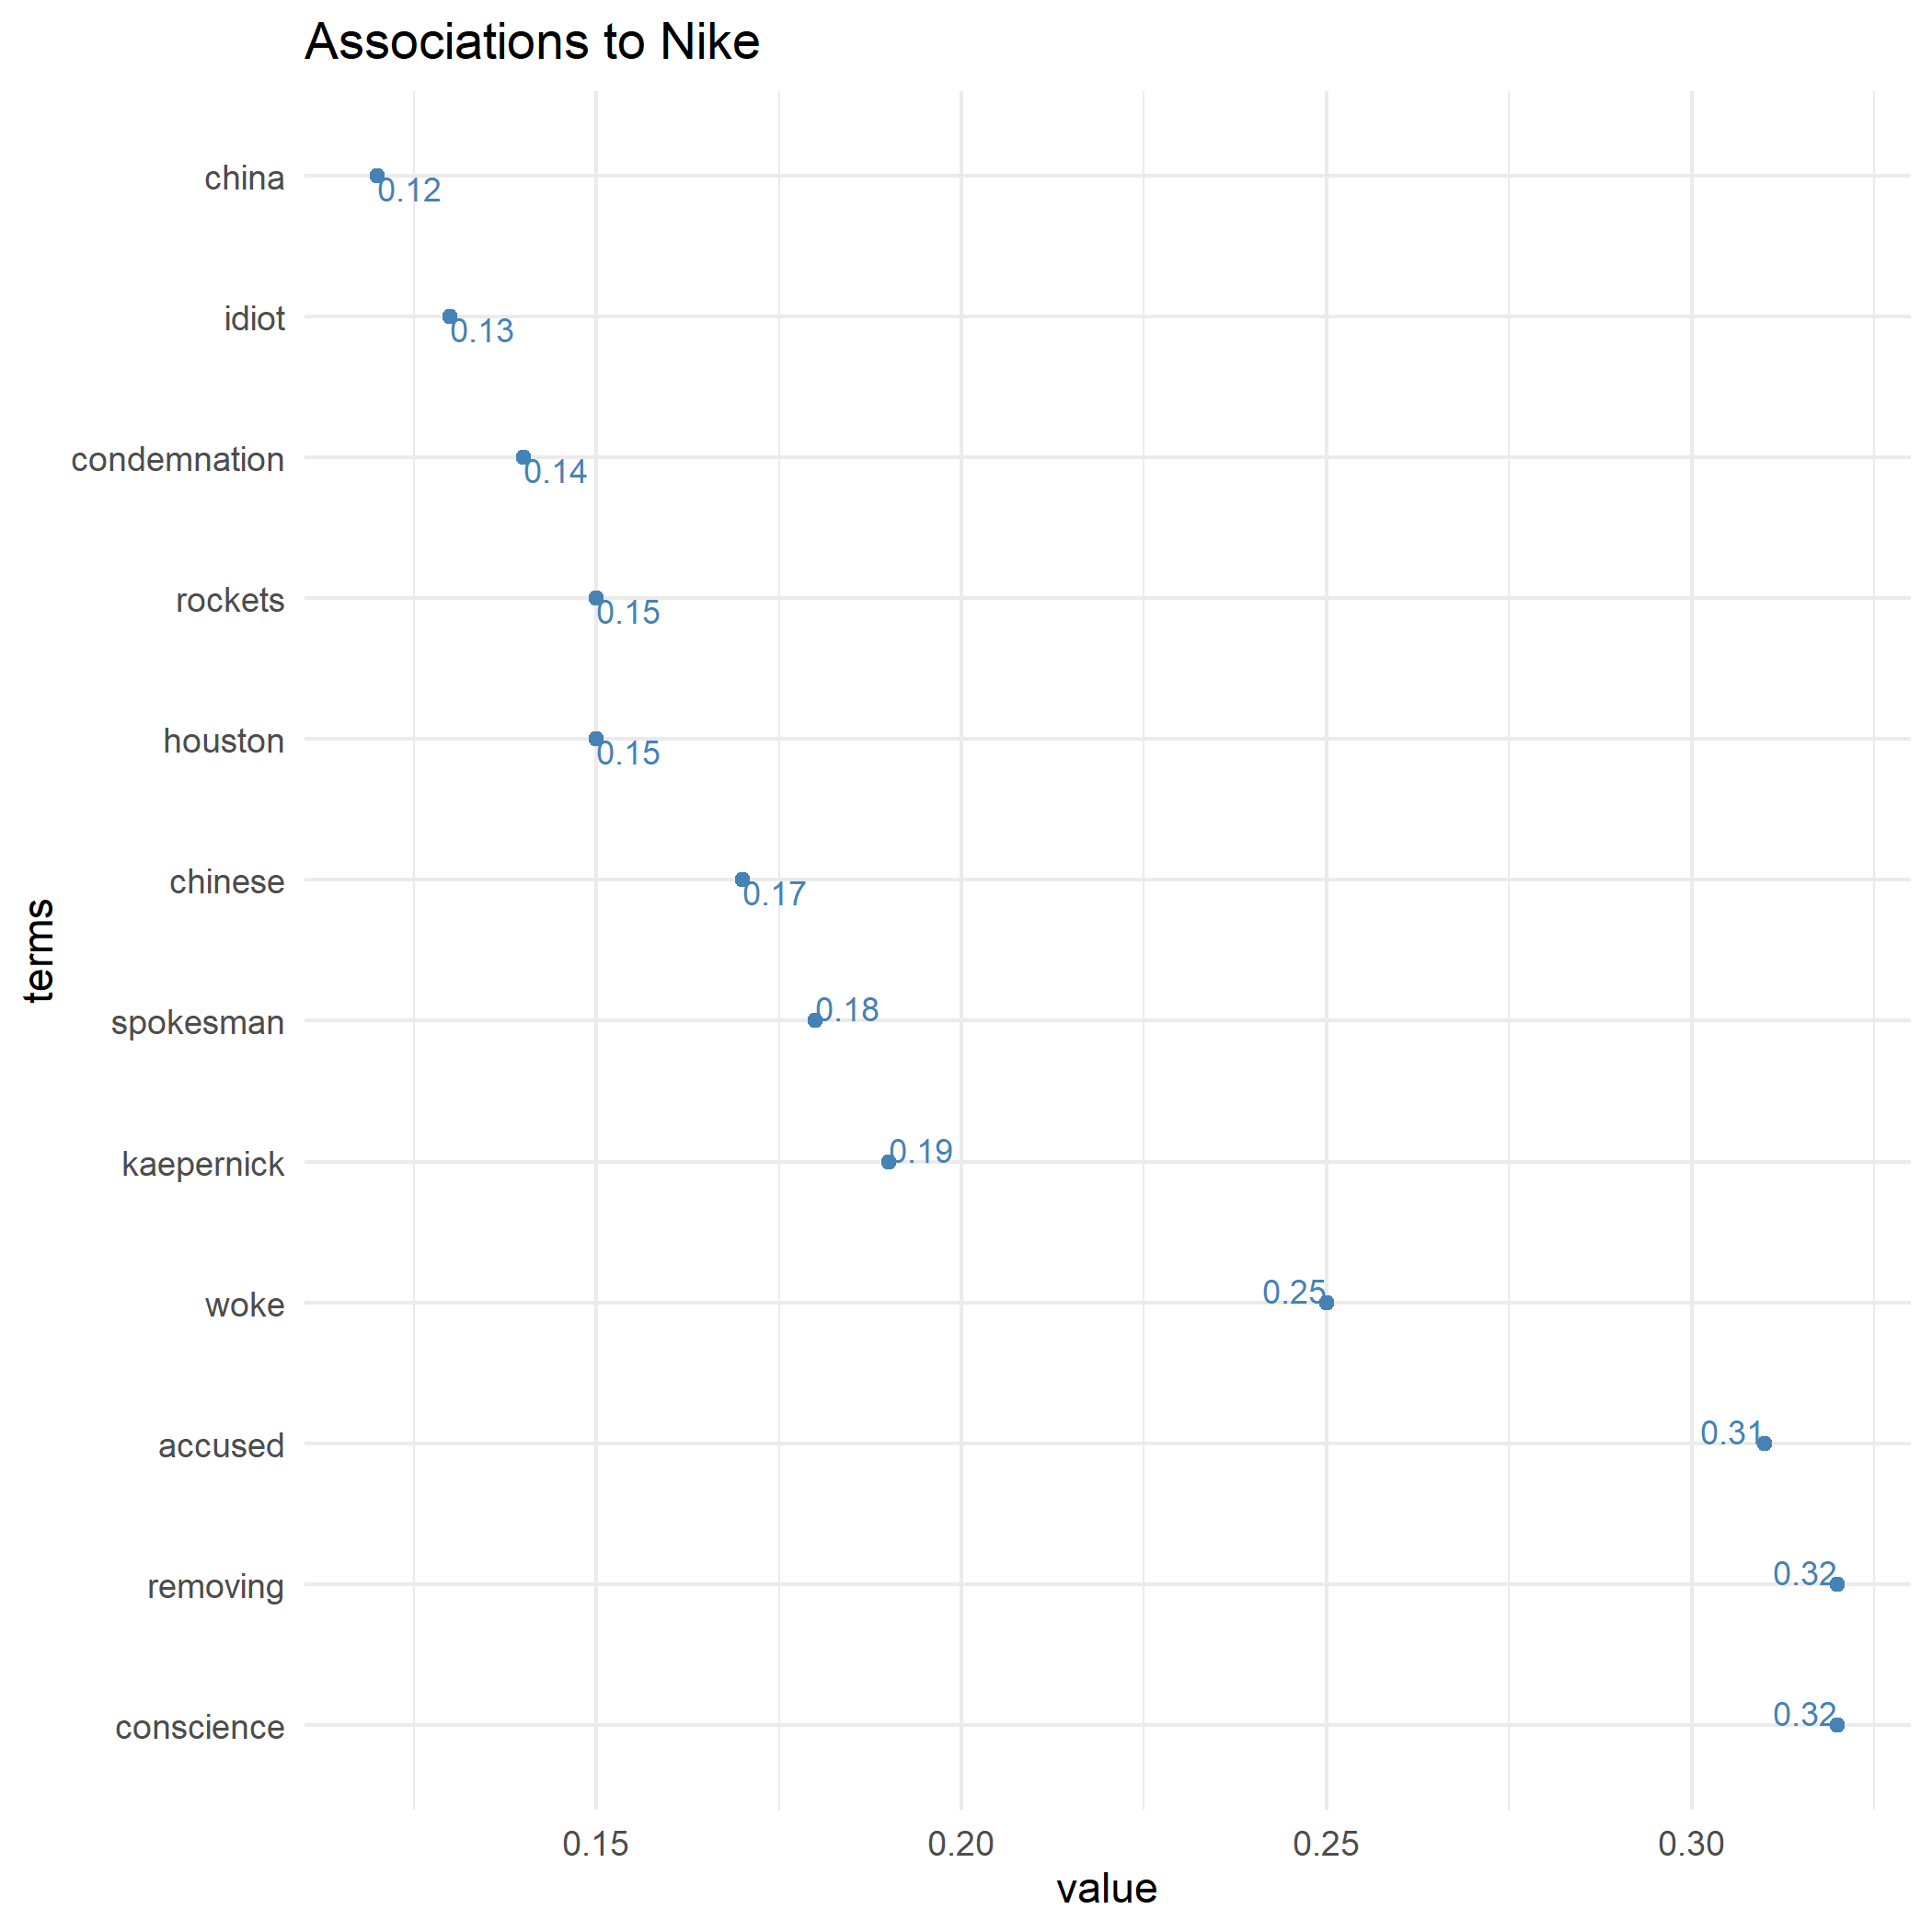 Associations to Nike
china
0.12
idiot
0.13
condemnation
0.14
rockets
0.15
houston
0.15
chinese
0.17
terms
spokesman
0.18
kaepernick
0.19
woke
0.25
accused
0.31
removing
0.32
conscience
0.32
0.15 0.20 0.25 0.30
value